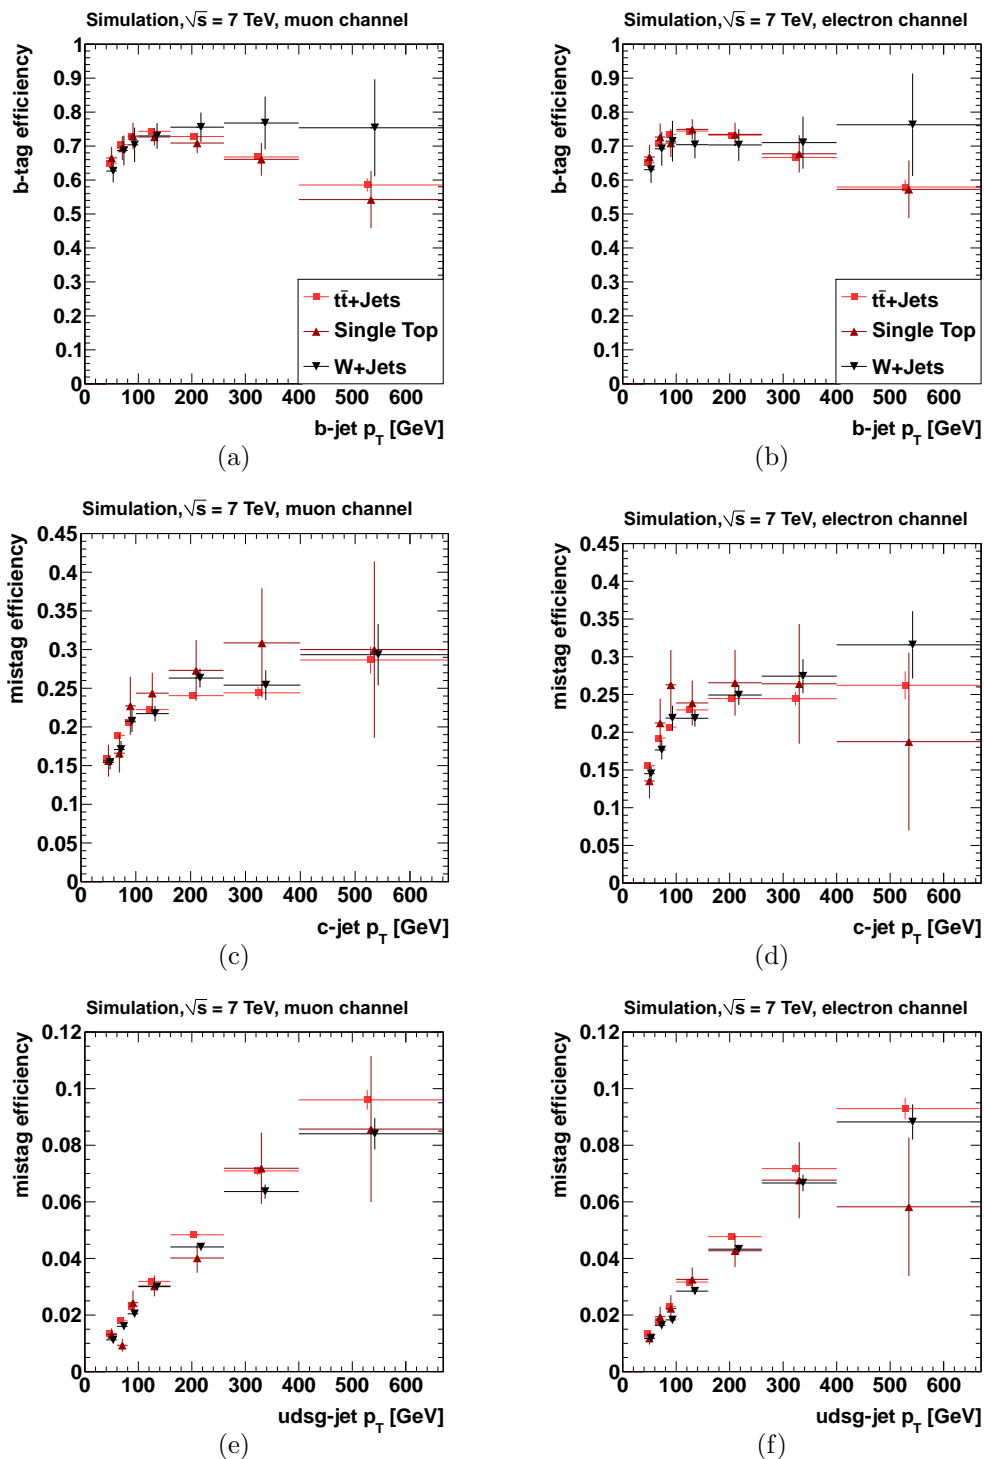 Simulation, √s = 7 TeV, muon channel
b-tag efficiency
1
0.9
0.8
0.7
0.6
0.5
0.4
0.3
0.2
0.1
0
tt̄+Jets
Single Top
W+Jets
0 100 200 300 400 500 600
b-jet p_T [GeV]
(a)
Simulation, √s = 7 TeV, electron channel
b-tag efficiency
1
0.9
0.8
0.7
0.6
0.5
0.4
0.3
0.2
0.1
0
tt̄+Jets
Single Top
W+Jets
0 100 200 300 400 500 600
b-jet p_T [GeV]
(b)
Simulation, √s = 7 TeV, muon channel
mistag efficiency
0.45
0.4
0.35
0.3
0.25
0.2
0.15
0.1
0.05
0
0 100 200 300 400 500 600
c-jet p_T [GeV]
(c)
Simulation, √s = 7 TeV, electron channel
mistag efficiency
0.45
0.4
0.35
0.3
0.25
0.2
0.15
0.1
0.05
0
0 100 200 300 400 500 600
c-jet p_T [GeV]
(d)
Simulation, √s = 7 TeV, muon channel
mistag efficiency
0.12
0.1
0.08
0.06
0.04
0.02
0
0 100 200 300 400 500 600
udsg-jet p_T [GeV]
(e)
Simulation, √s = 7 TeV, electron channel
mistag efficiency
0.12
0.1
0.08
0.06
0.04
0.02
0
0 100 200 300 400 500 600
udsg-jet p_T [GeV]
(f)